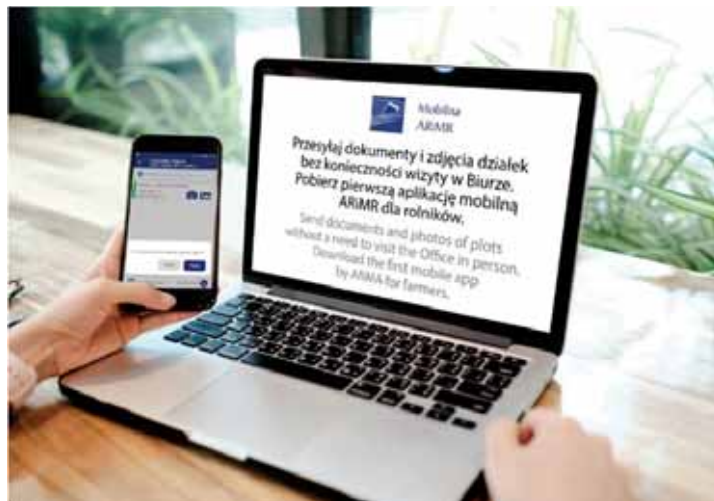 Mobilna
ARiMR
Przesyłaj dokumenty i zdjęcia działek
bez konieczności wizyty w Biurze.
Pobierz pierwszą aplikację mobilną
ARiMR dla rolników.
Send documents and photos of plots
without a need to visit the Office in person.
Download the first mobile app
by ARMA for farmers.